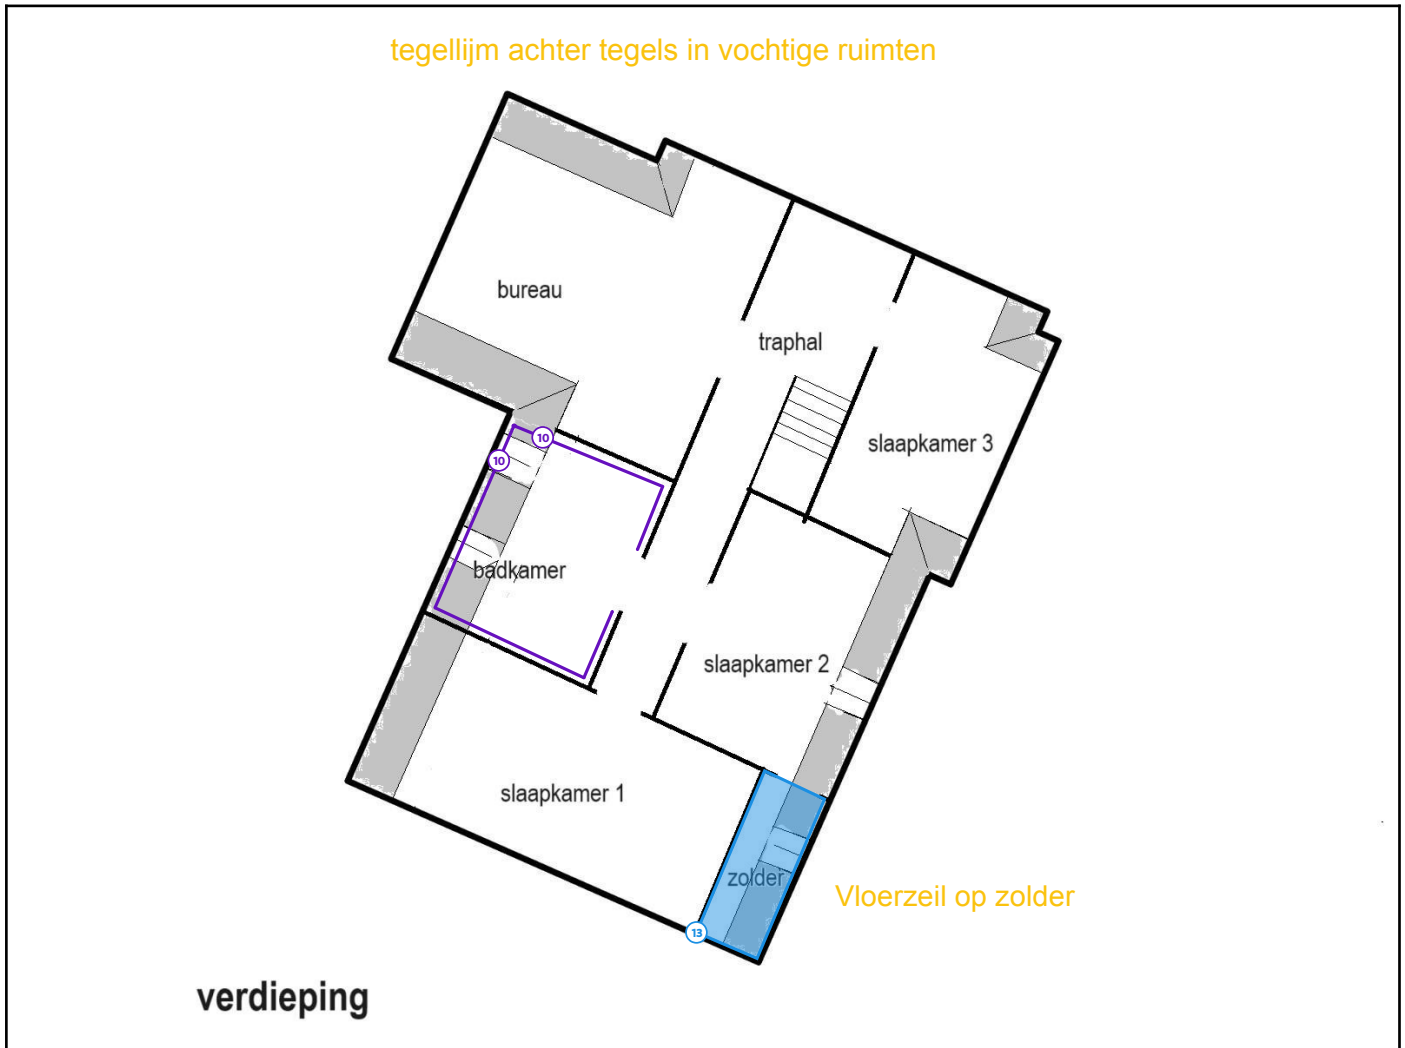 tegellijm achter tegels in vochtige ruimten
bureau
traphal
slaapkamer 3
10
10
badkamer
slaapkamer 2
slaapkamer 1
zolder
Vloerzeil op zolder
13
verdieping